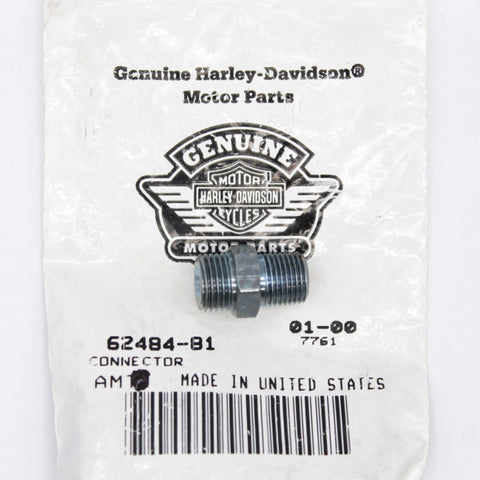 Genuine Harley-Davidson®
Motor Parts
GENUINE
MOTOR
HARLEY-DAVIDSON
CYCLES
MOTOR PARTS
62484-81 01-00
7761
CONNECTOR
MADE IN UNITED STATES